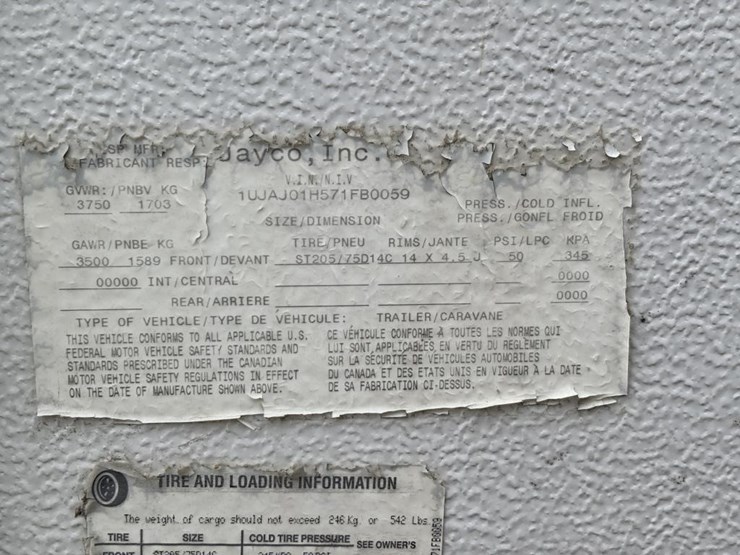 SP MFR:
FABRICANT RESP: Jayco, Inc.
V.I.N./N.I.V
1UJAJ01H571FB0059
GVWR:/PNBV KG
3750 1703
PRESS./COLD INFL.
PRESS./GONFL FROID
SIZE/DIMENSION
GAWR/PNBE KG TIRE/PNEU RIMS/JANTE PSI/LPC KPA
3500 1589 FRONT/DEVANT ST205/75D14C 14 X 4.5 J 50 345
00000 INT/CENTRAL 0000
REAR/ARRIERE 0000
TYPE OF VEHICLE/TYPE DE VEHICULE: TRAILER/CARAVANE
THIS VEHICLE CONFORMS TO ALL APPLICABLE U.S.
FEDERAL MOTOR VEHICLE SAFETY STANDARDS AND
STANDARDS PRESCRIBED UNDER THE CANADIAN
MOTOR VEHICLE SAFETY REGULATIONS IN EFFECT
ON THE DATE OF MANUFACTURE SHOWN ABOVE.
CE VÉHICULE CONFORME A TOUTES LES NORMES QUI
LUI SONT APPLICABLES EN VERTU DU REGLEMENT
SUR LA SECURITE DE VEHICULES AUTOMOBILES
DU CANADA ET DES ETATS UNIS EN VIGUEUR A LA DATE
DE SA FABRICATION CI-DESSUS.
TIRE AND LOADING INFORMATION
The weight of cargo should not exceed 246 Kg. or 542 Lbs
TIRE SIZE COLD TIRE PRESSURE SEE OWNER'S
1FB0059